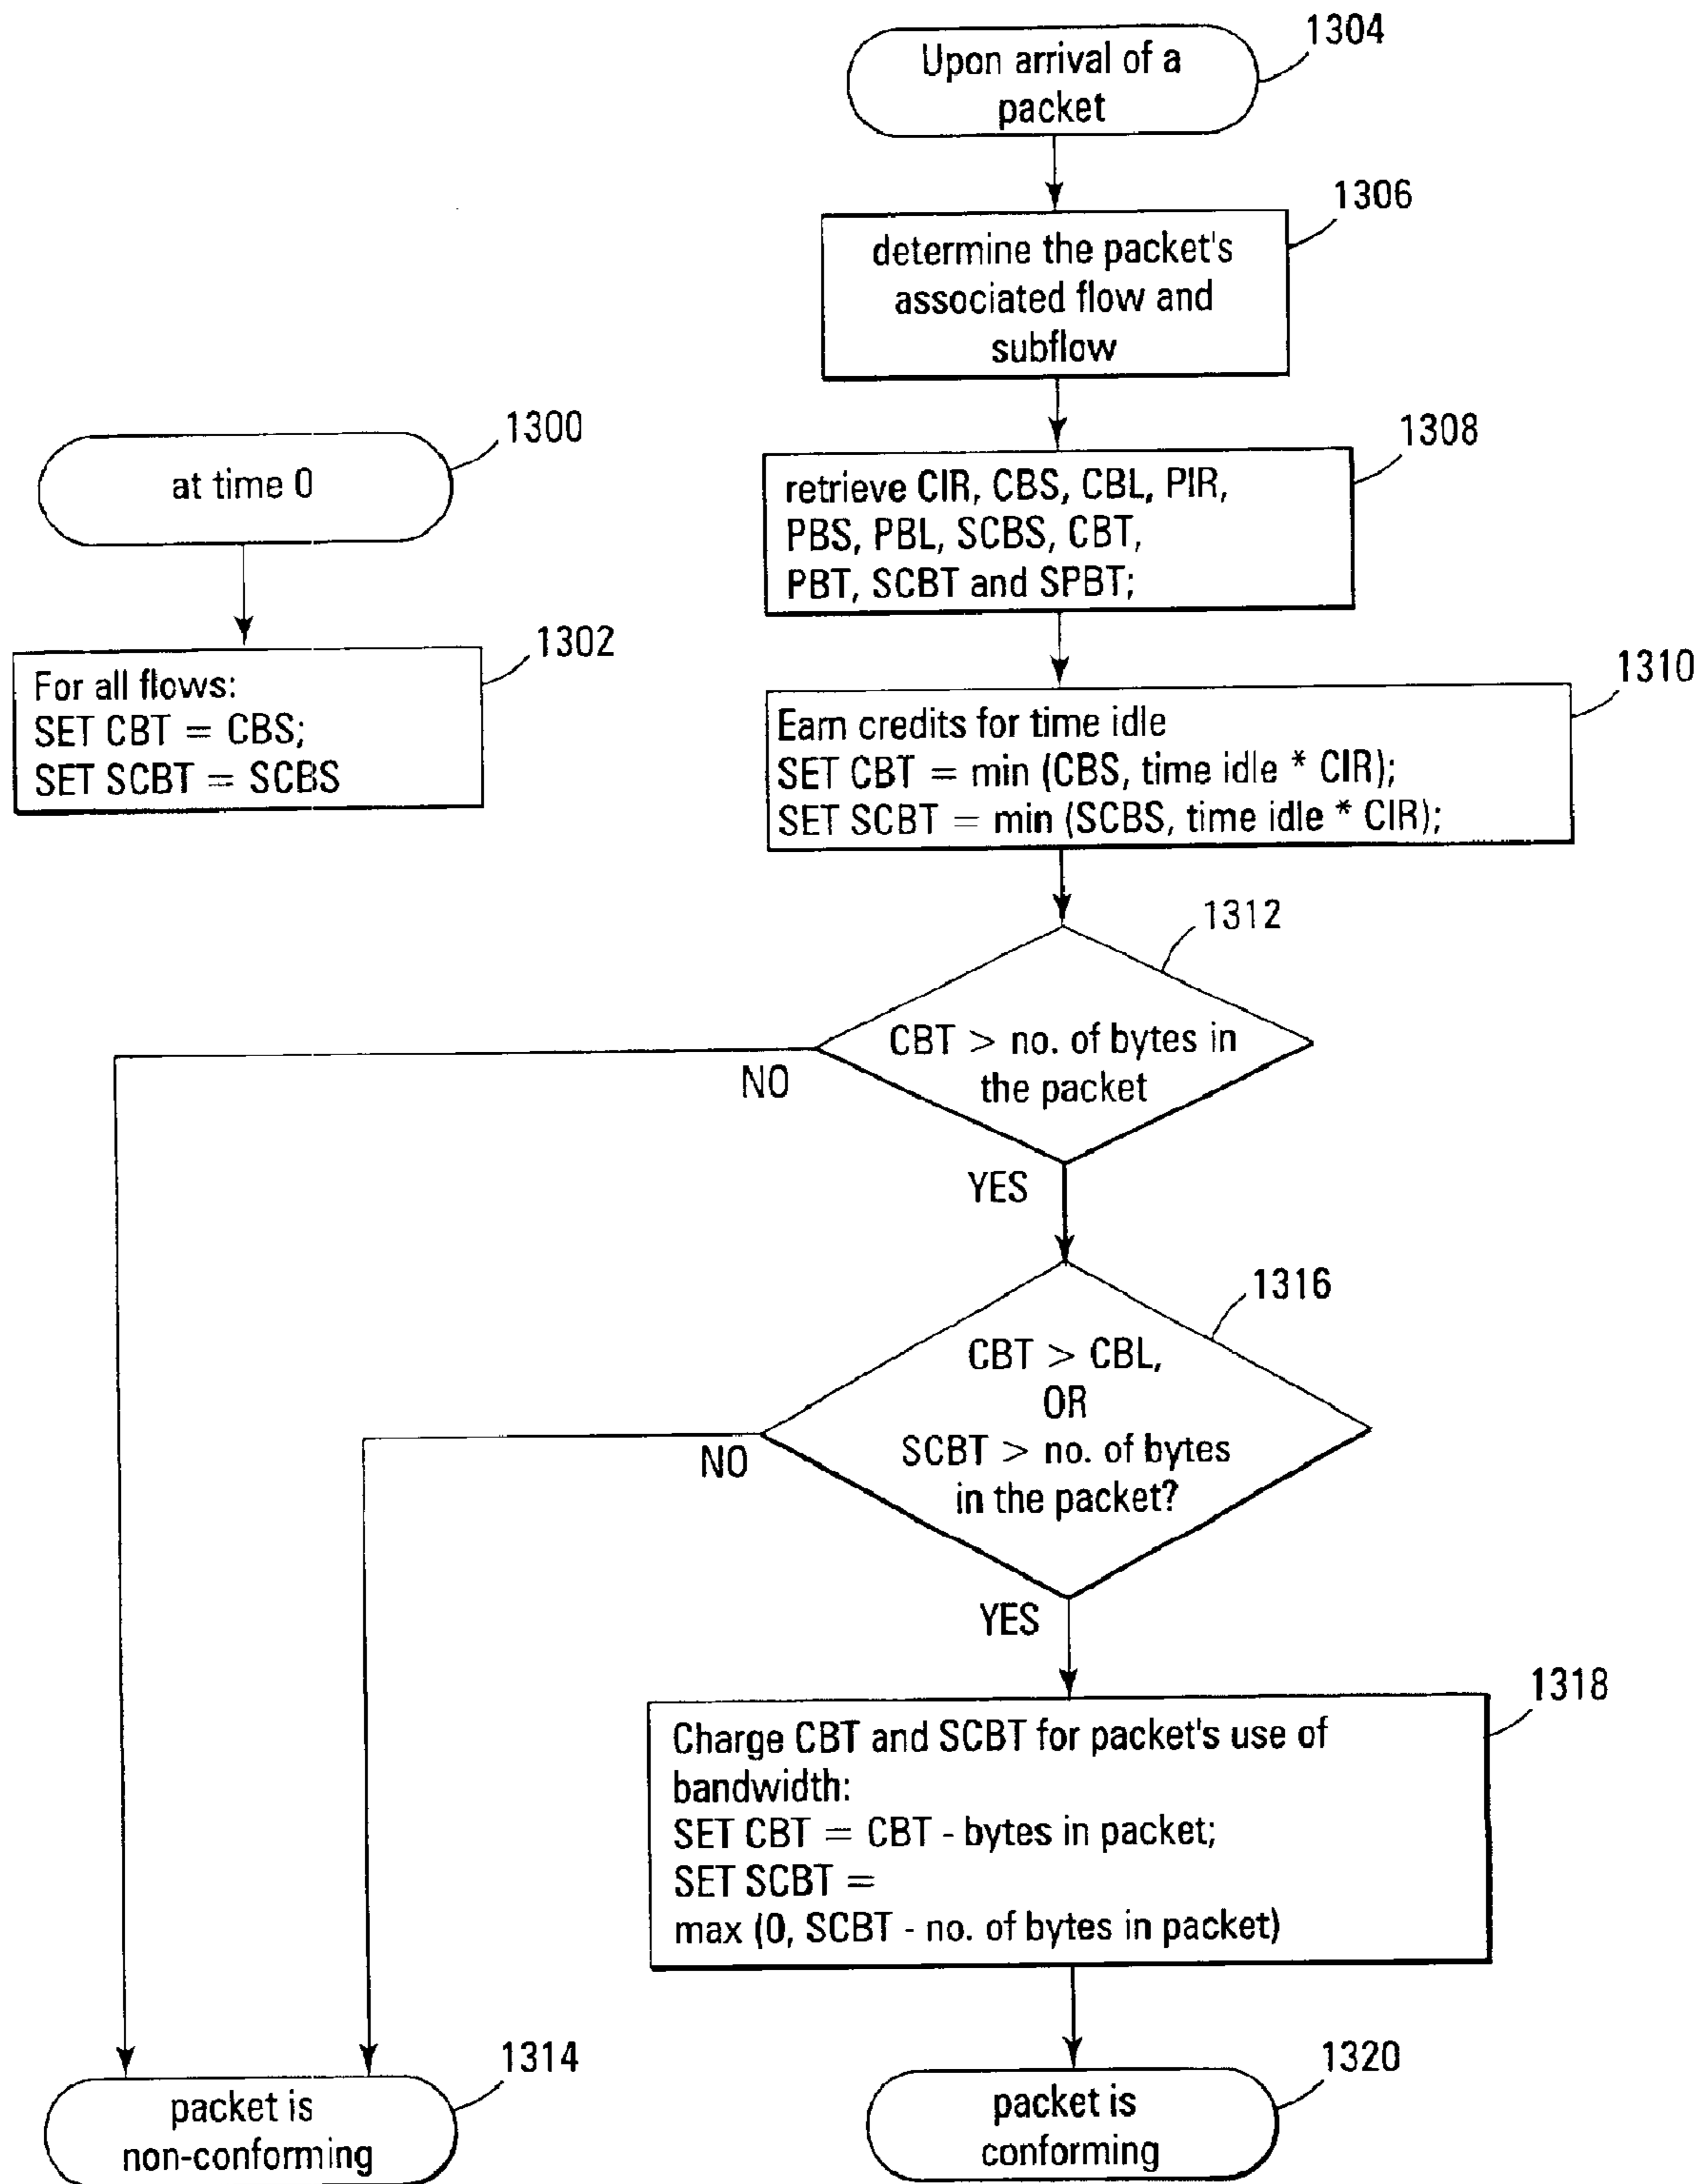 1304
Upon arrival of a
packet
1306
determine the packet's
associated flow and
subflow
1300
at time 0
1308
retrieve CIR, CBS, CBL, PIR,
PBS, PBL, SCBS, CBT,
PBT, SCBT and SPBT;
1302
For all flows:
SET CBT = CBS;
SET SCBT = SCBS
1310
Earn credits for time idle
SET CBT = min (CBS, time idle * CIR);
SET SCBT = min (SCBS, time idle * CIR);
1312
CBT > no. of bytes in
the packet
NO
YES
1316
CBT > CBL,
OR
SCBT > no. of bytes
in the packet?
NO
YES
1318
Charge CBT and SCBT for packet's use of
bandwidth:
SET CBT = CBT - bytes in packet;
SET SCBT =
max (0, SCBT - no. of bytes in packet)
1314
packet is
non-conforming
1320
packet is
conforming